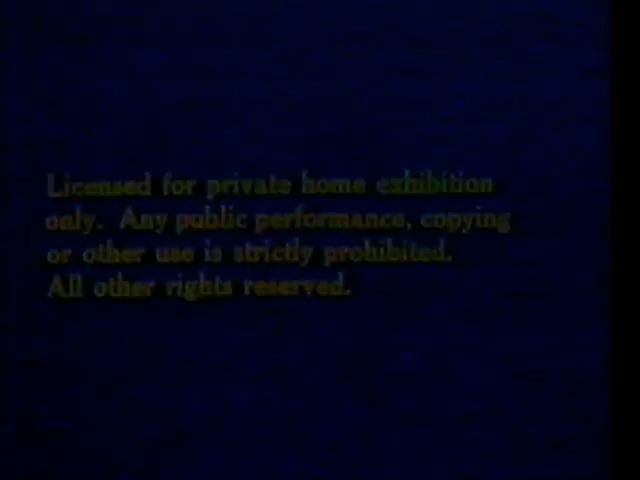 Licensed for private home exhibition
only. Any public performance, copying
or other use is strictly prohibited.
All other rights reserved.